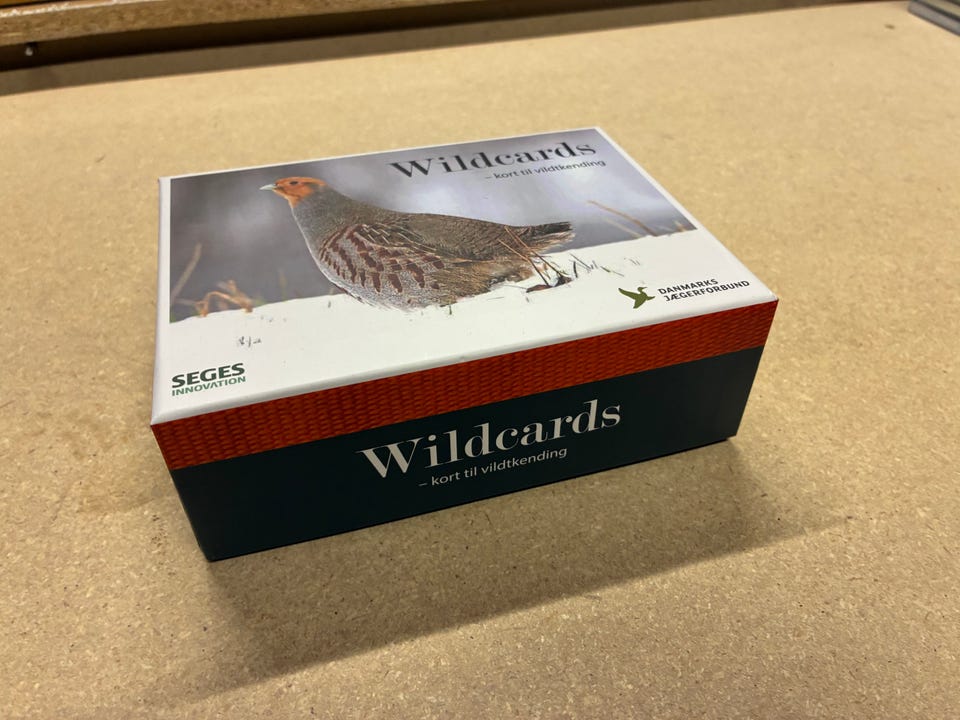 Wildcards
– kort til vildtkending
DANMARKS
JÆGERFORBUND
SEGES
INNOVATION
Wildcards
– kort til vildtkending